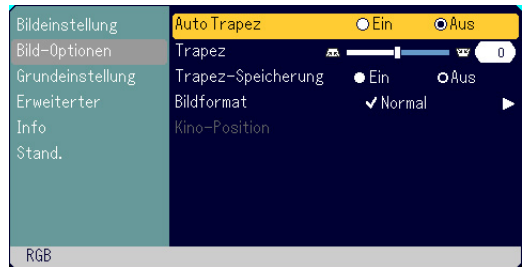 Bildeinstellung
Bild-Optionen
Grundeinstellung
Erweiterter
Info
Stand.
Auto Trapez Ein Aus
Trapez 0
Trapez-Speicherung Ein Aus
Bildformat Normal
Kino-Position
RGB